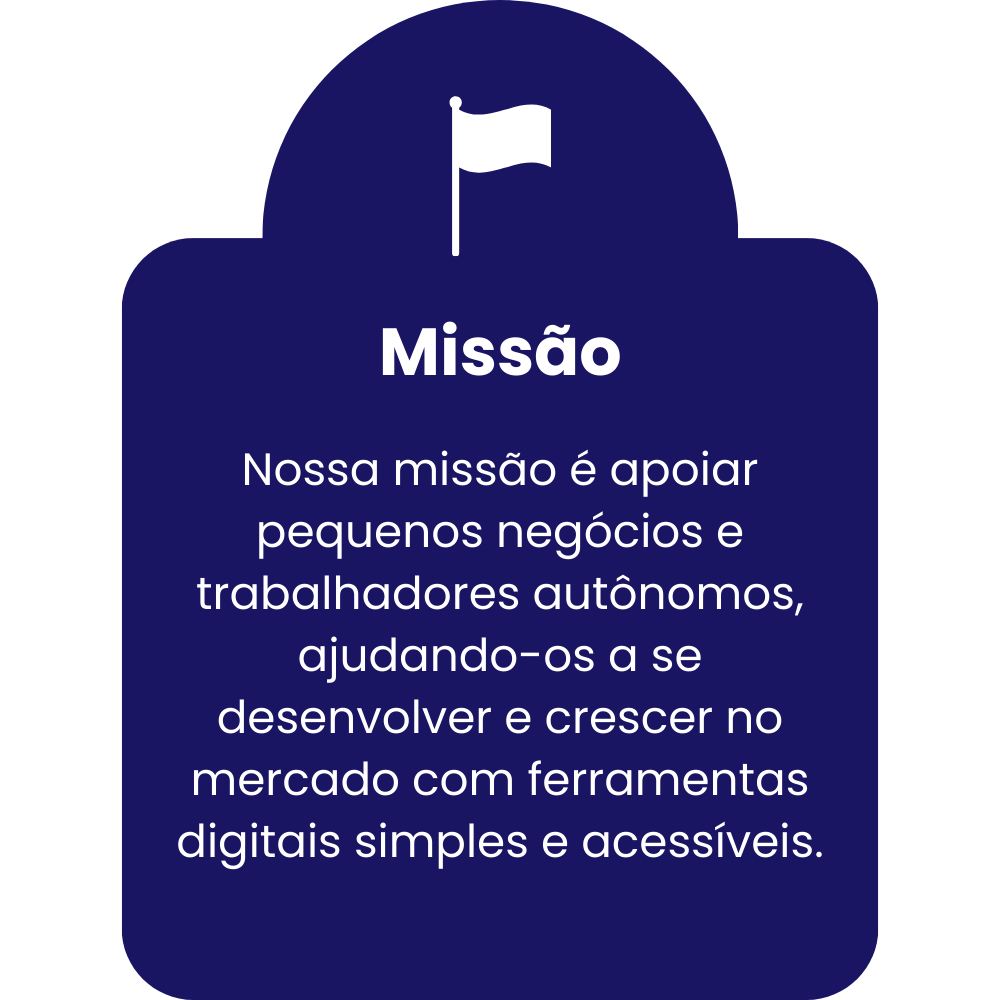 Missão
Nossa missão é apoiar
pequenos negócios e
trabalhadores autônomos,
ajudando-os a se
desenvolver e crescer no
mercado com ferramentas
digitais simples e acessíveis.